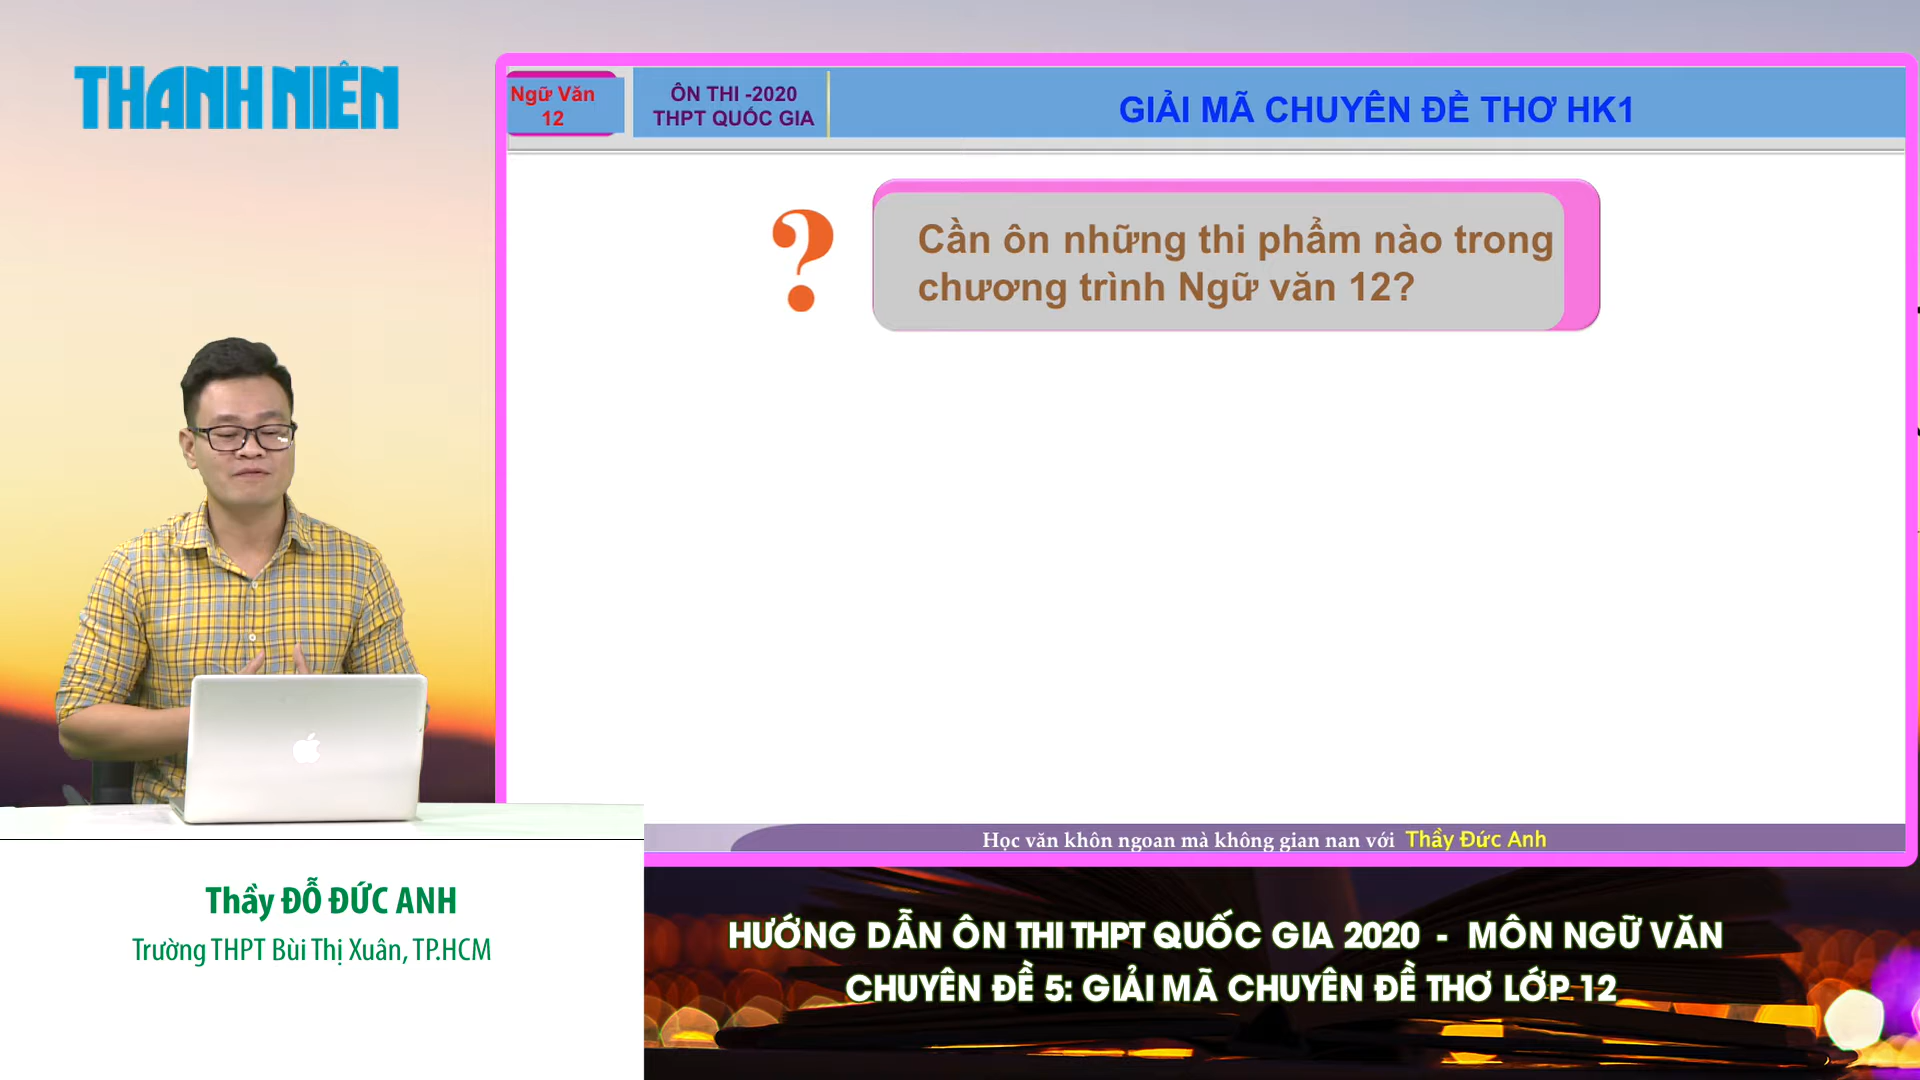 THANH NIÊN
Ngữ Văn
12
ÔN THI -2020
THPT QUỐC GIA
GIẢI MÃ CHUYÊN ĐỀ THƠ HK1
?
Cần ôn những thi phẩm nào trong
chương trình Ngữ văn 12?
Học văn khôn ngoan mà không gian nan với Thầy Đức Anh
Thầy ĐỖ ĐỨC ANH
Trường THPT Bùi Thị Xuân, TP.HCM
HƯỚNG DẪN ÔN THI THPT QUỐC GIA 2020 - MÔN NGỮ VĂN
CHUYÊN ĐỀ 5: GIẢI MÃ CHUYÊN ĐỀ THƠ LỚP 12